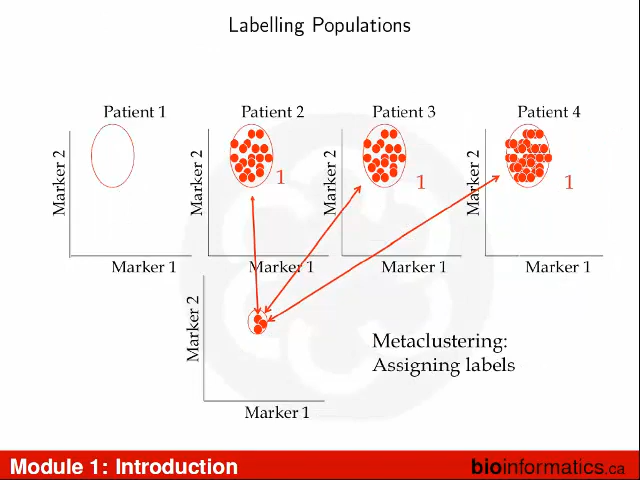 Labelling Populations
Patient 1
Patient 2
Patient 3
Patient 4
Marker 2
Marker 2
Marker 2
Marker 2
1
1
1
Marker 1
Marker 1
Marker 1
Marker 1
Marker 2
Metaclustering:
Assigning labels
Marker 1
Module 1: Introduction
bioinformatics.ca